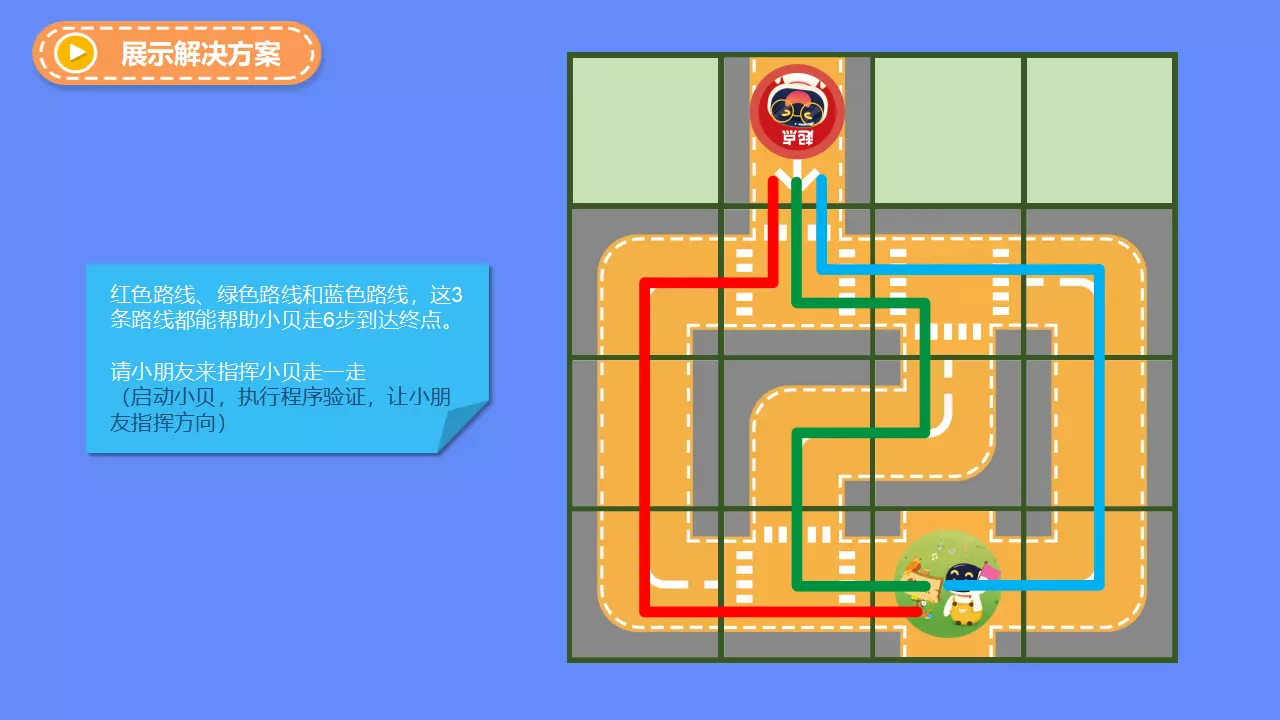 展示解决方案
起点
红色路线、绿色路线和蓝色路线，这3
条路线都能帮助小贝走6步到达终点。
请小朋友来指挥小贝走一走
（启动小贝，执行程序验证，让小朋
友指挥方向）